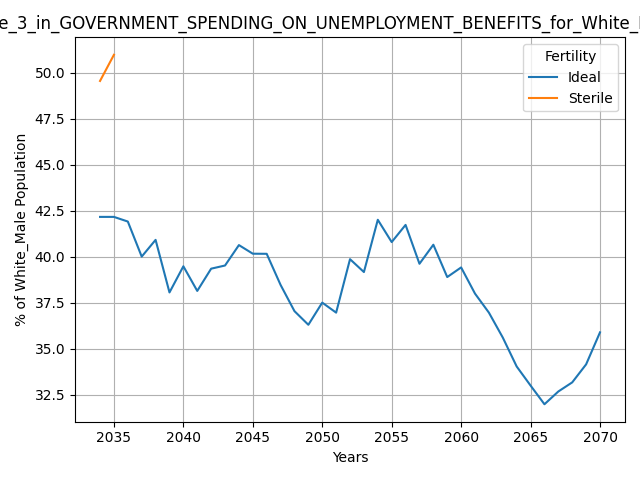 e_3_in_GOVERNMENT_SPENDING_ON_UNEMPLOYMENT_BENEFITS_for_White_
Fertility
Ideal
Sterile
% of White_Male Population
50.0
47.5
45.0
42.5
40.0
37.5
35.0
32.5
2035 2040 2045 2050 2055 2060 2065 2070
Years